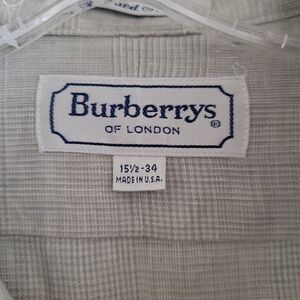 Burberrys®
OF LONDON
15½-34
MADE IN U.S.A.